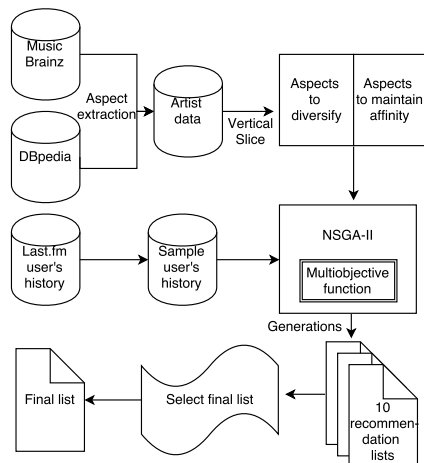 Music
Brainz
Aspect
extraction
DBpedia
Artist
data
Vertical
Slice
Aspects
to
diversify
Aspects
to maintain
affinity
Last.fm
user's
history
Sample
user's
history
NSGA-II
Multiobjective
function
Generations
10
recommen-
dation
lists
Select final list
Final list